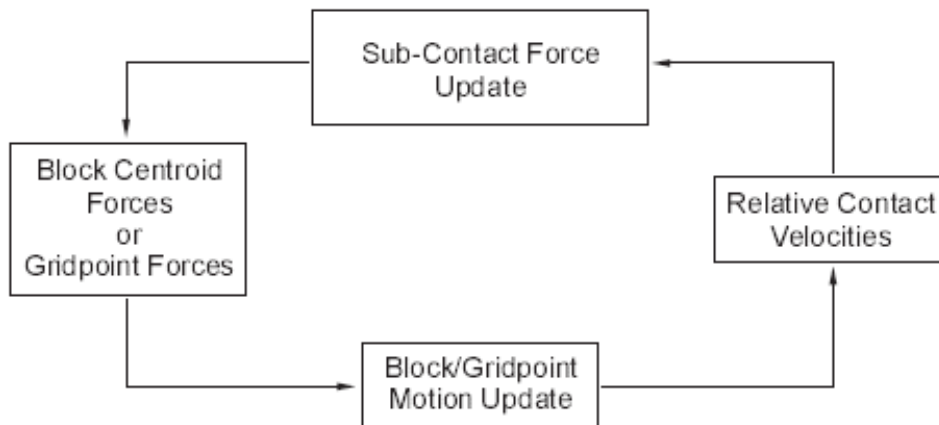 Sub-Contact Force
Update
Block Centroid
Forces
or
Gridpoint Forces
Relative Contact
Velocities
Block/Gridpoint
Motion Update